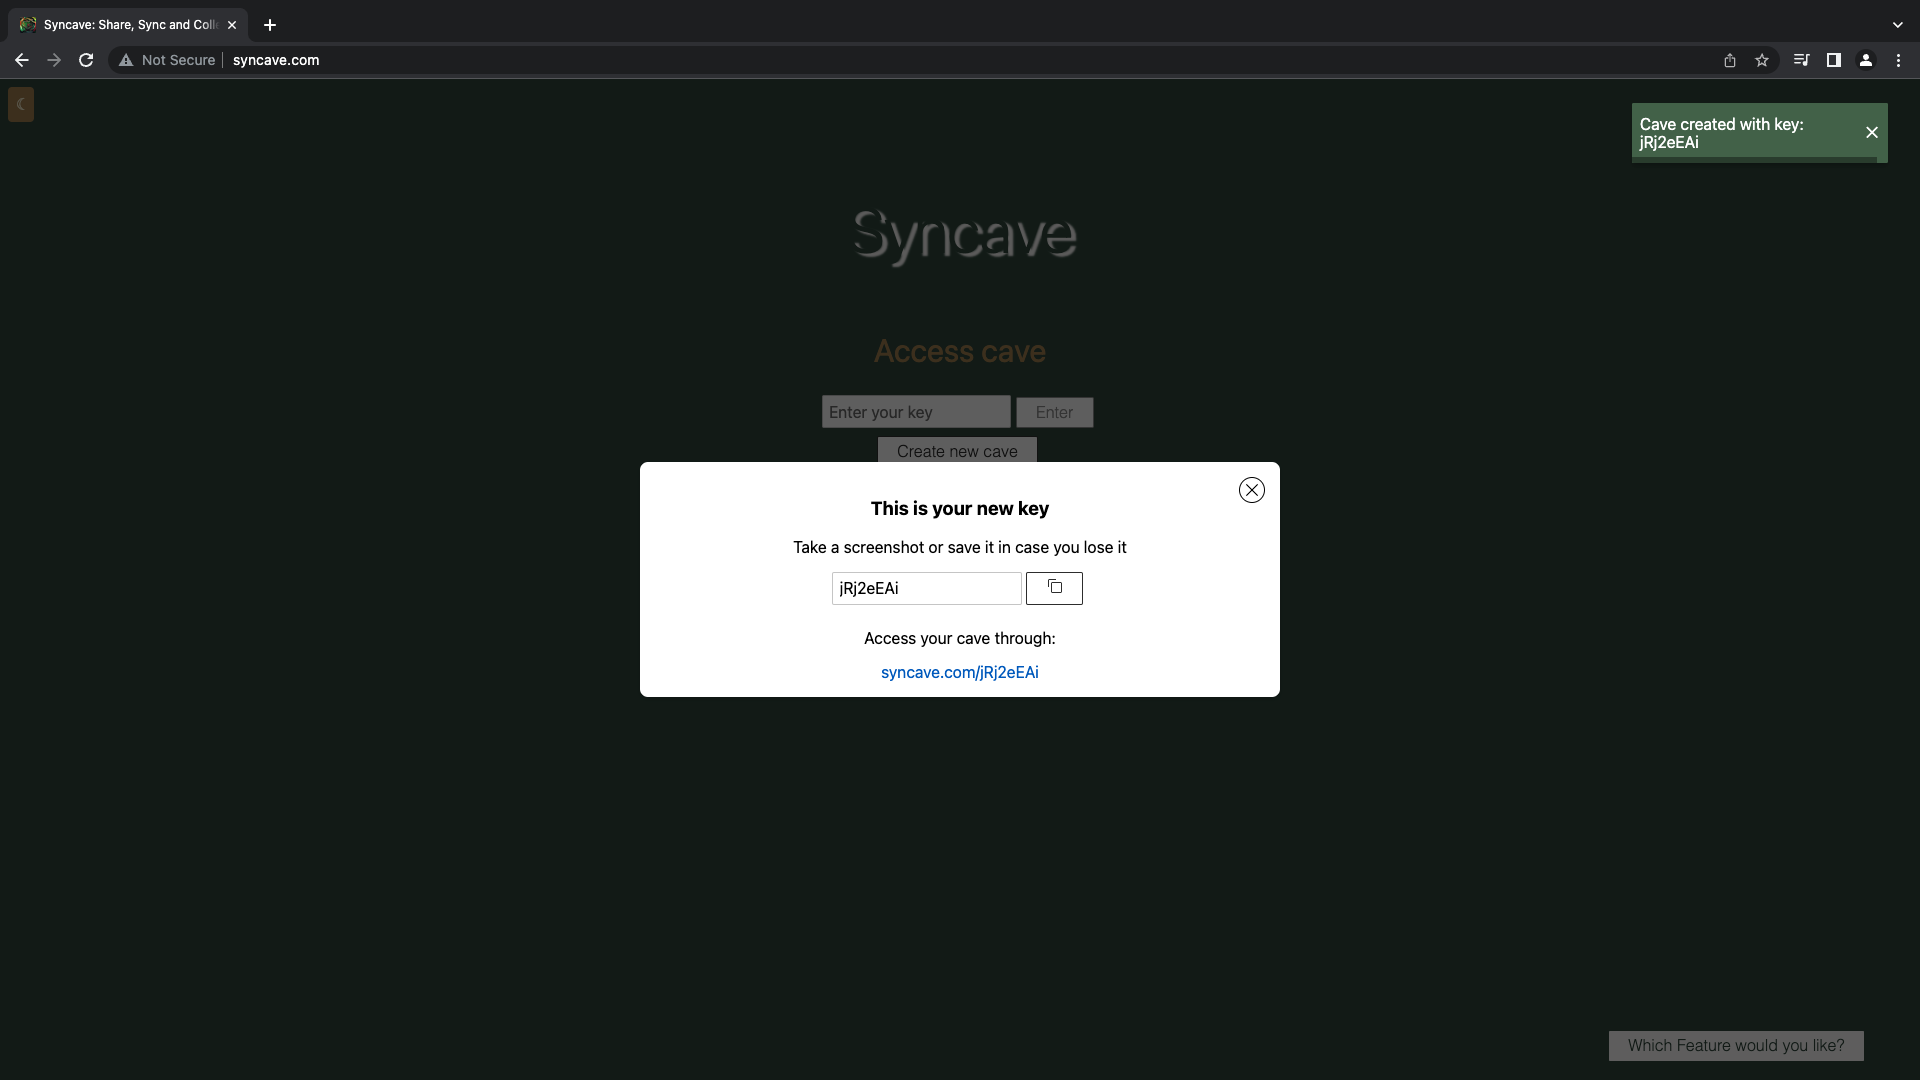 Syncave: Share, Sync and Coll
Not Secure
syncave.com
Cave created with key:
jRj2eEAi
Syncave
Access cave
Enter your key
Enter
Create new cave
This is your new key
Take a screenshot or save it in case you lose it
jRj2eEAi
Access your cave through:
syncave.com/jRj2eEAi
Which Feature would you like?